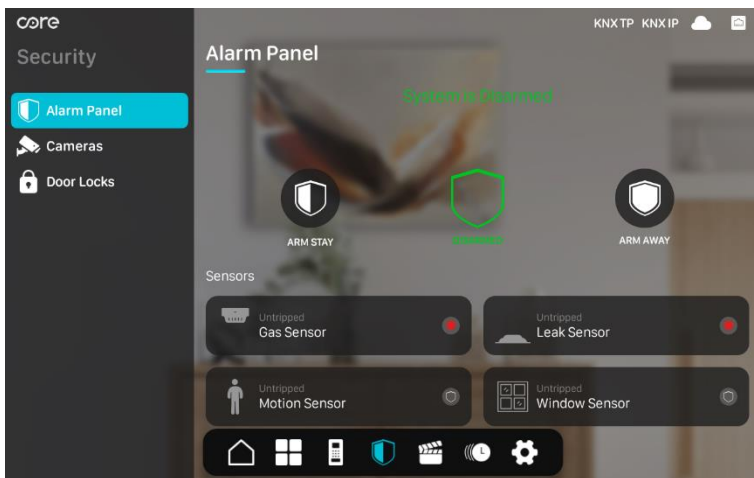 core
KNX TP KNX IP
Security
Alarm Panel
System is Disarmed
Alarm Panel
Cameras
Door Locks
ARM STAY
DISARMED
ARM AWAY
Sensors
Untripped
Gas Sensor
Untripped
Leak Sensor
Untripped
Motion Sensor
Untripped
Window Sensor